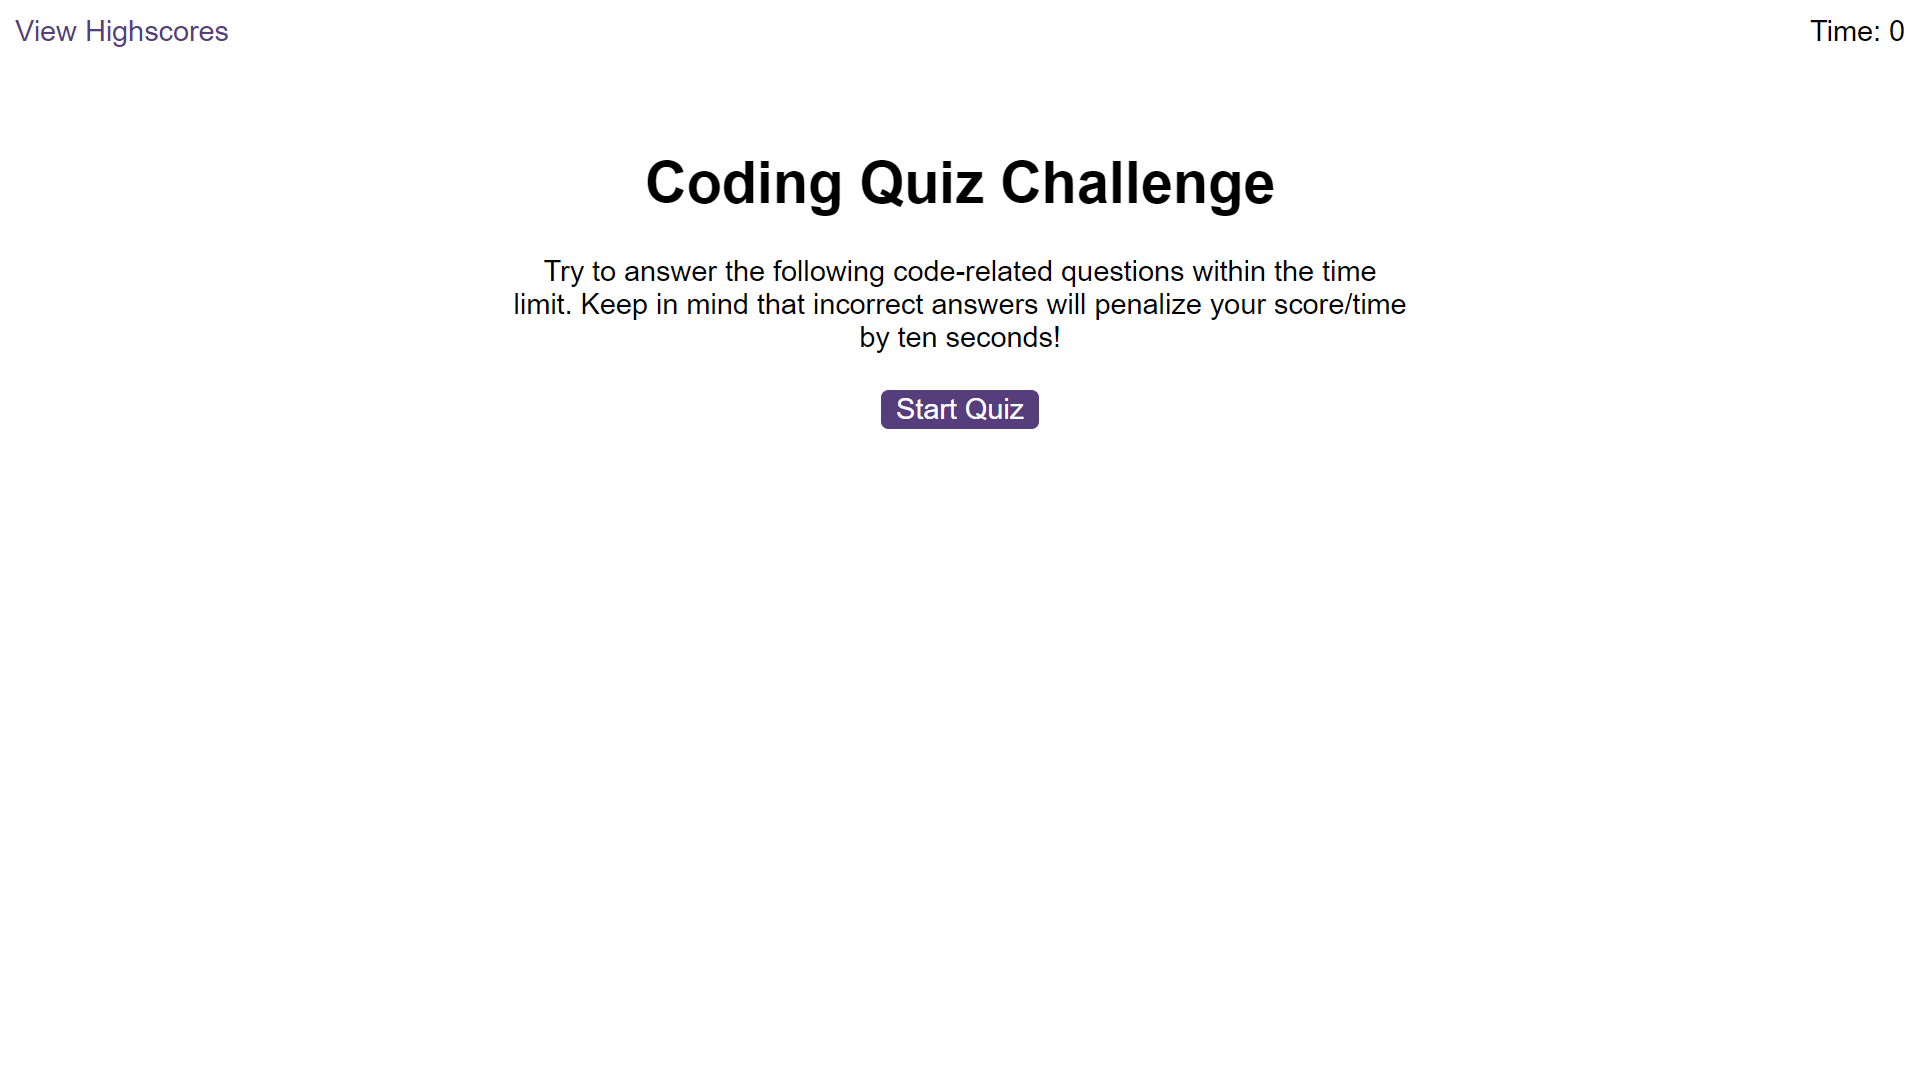 View Highscores
Time: 0
Coding Quiz Challenge
Try to answer the following code-related questions within the time
limit. Keep in mind that incorrect answers will penalize your score/time
by ten seconds!
Start Quiz